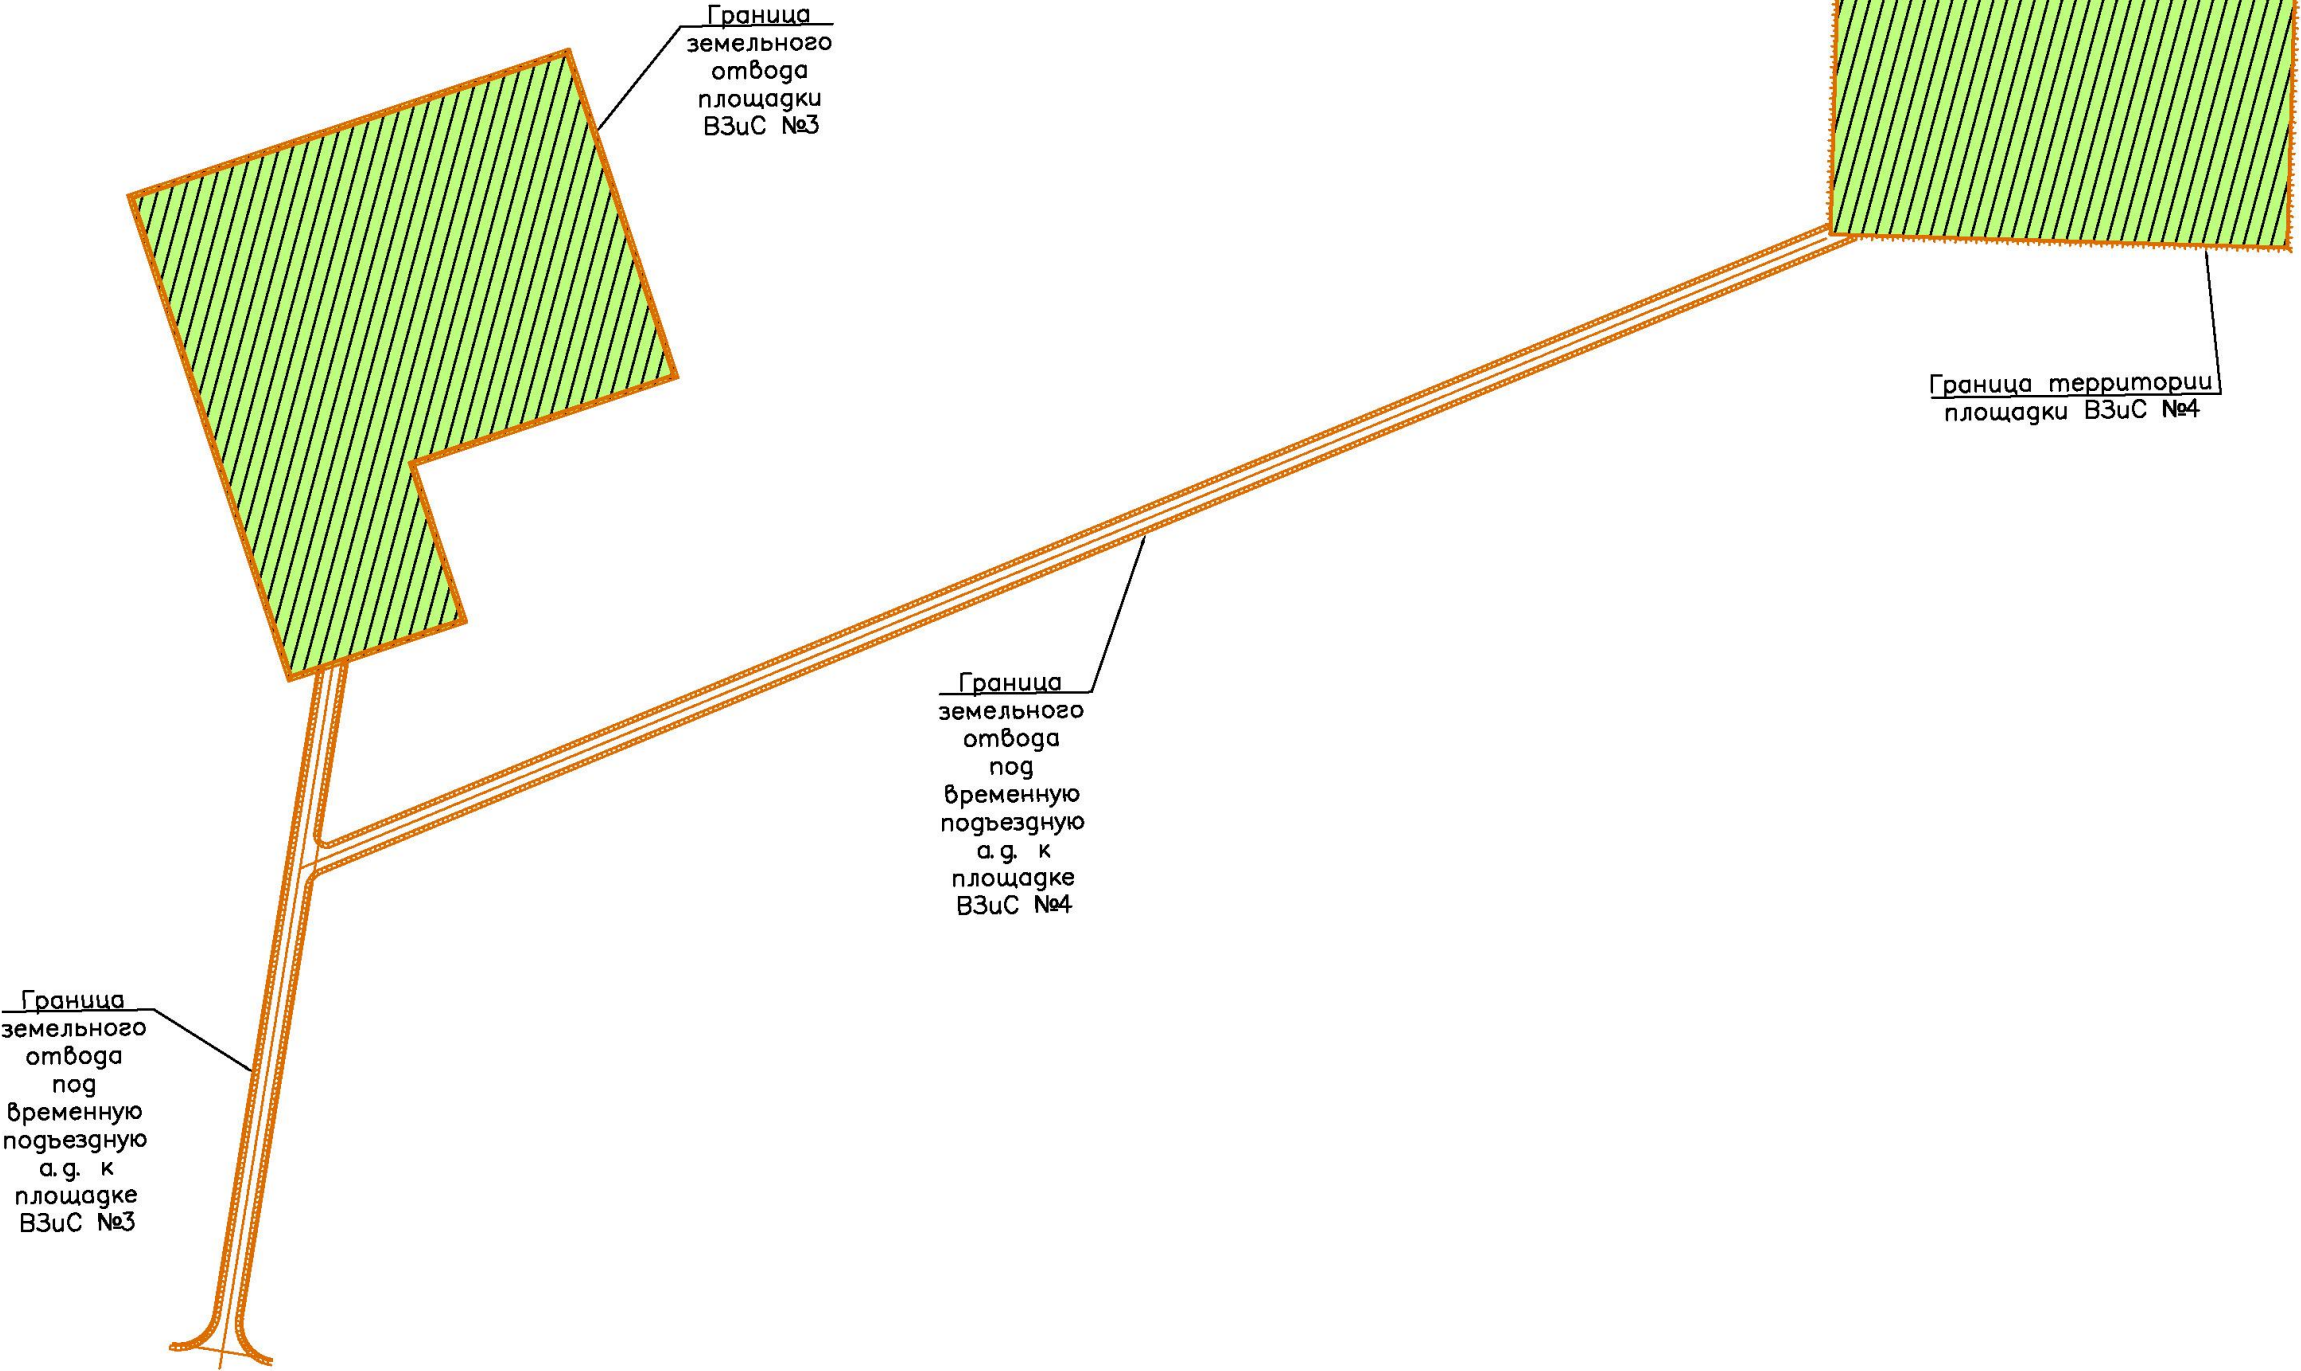 Граница
земельного
отвода
площадки
ВЗиС №3
Граница территории
площадки ВЗиС №4
Граница
земельного
отвода
под
временную
подъездную
а.д. к
площадке
ВЗиС №4
Граница
земельного
отвода
под
временную
подъездную
а.д. к
площадке
ВЗиС №3